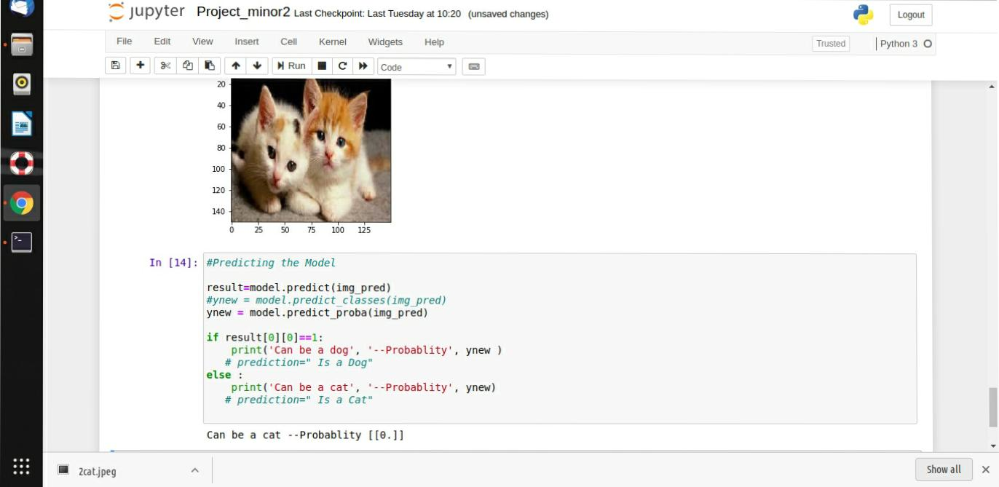 jupyter Project_minor2 Last Checkpoint: Last Tuesday at 10:20 (unsaved changes) Logout
File Edit View Insert Cell Kernel Widgets Help Trusted Python 3
Run Code
20
40
60
80
100
120
140
0 25 50 75 100 125
In [14]: #Predicting the Model
result=model.predict(img_pred)
#ynew = model.predict_classes(img_pred)
ynew = model.predict_proba(img_pred)
if result[0][0]==1:
print('Can be a dog', '--Probablity', ynew )
# prediction=" Is a Dog"
else :
print('Can be a cat', '--Probablity', ynew)
# prediction=" Is a Cat"
Can be a cat --Probablity [[0.]]
2cat.jpeg Show all